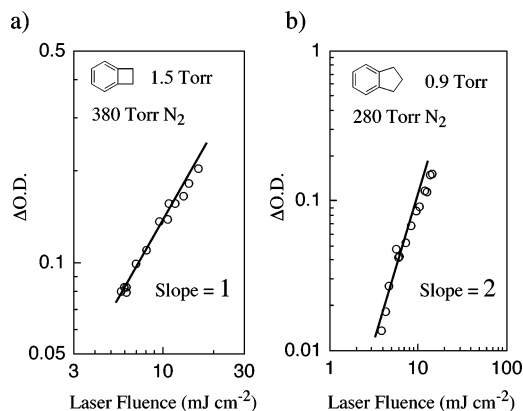 a)
0.5
1.5 Torr
380 Torr N2
ΔO.D.
0.1
Slope = 1
0.05
3
10
30
Laser Fluence (mJ cm-2)
b)
1
0.9 Torr
280 Torr N2
ΔO.D.
0.1
Slope = 2
0.01
1
10
100
Laser Fluence (mJ cm-2)